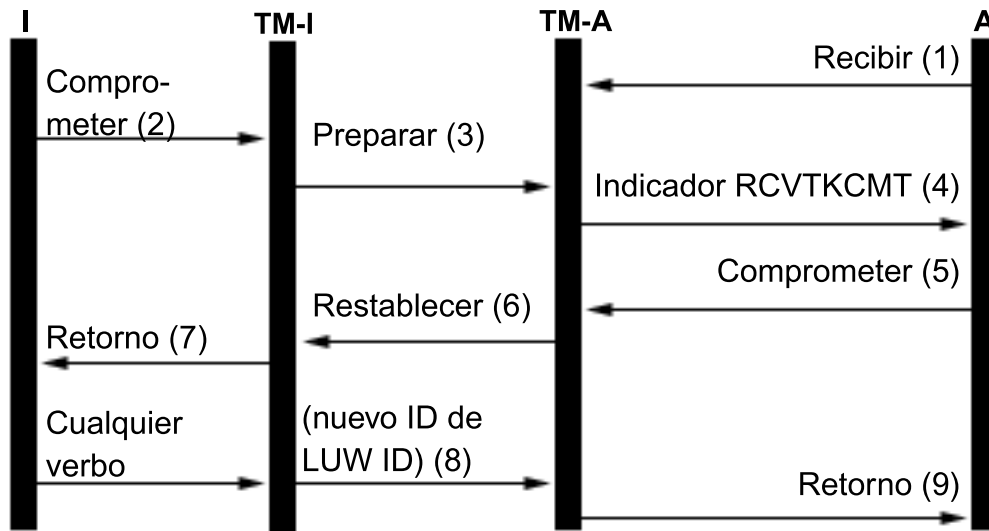 I
TM-I
TM-A
A
Recibir (1)
Compro-
meter (2)
Preparar (3)
Indicador RCVTKCMT (4)
Comprometer (5)
Restablecer (6)
Retorno (7)
Cualquier
verbo
(nuevo ID de
LUW ID) (8)
Retorno (9)